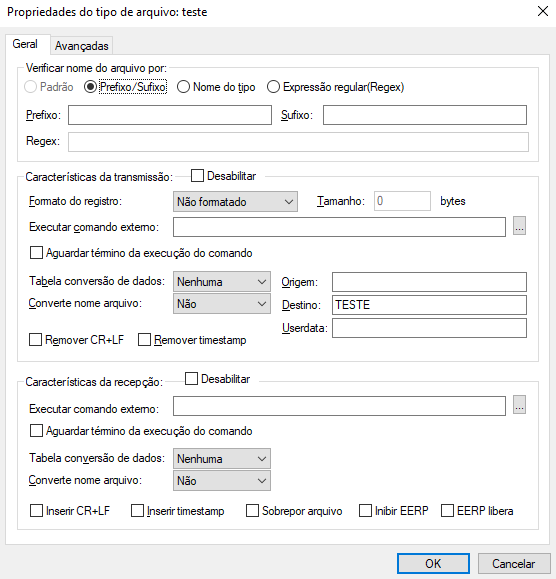 Propriedades do tipo de arquivo: teste
Geral Avançadas
Verificar nome do arquivo por:
Padrão Prefixo/Sufixo Nome do tipo Expressão regular(Regex)
Prefixo: Sufixo:
Regex:
Características da transmissão: Desabilitar
Formato do registro: Não formatado Tamanho: 0 bytes
Executar comando externo: ...
Aguardar término da execução do comando
Tabela conversão de dados: Nenhuma Origem:
Converte nome arquivo: Não Destino: TESTE
Userdata:
Remover CR+LF Remover timestamp
Características da recepção: Desabilitar
Executar comando externo: ...
Aguardar término da execução do comando
Tabela conversão de dados: Nenhuma
Converte nome arquivo: Não
Inserir CR+LF Inserir timestamp Sobrepor arquivo Inibir EERP EERP libera
OK Cancelar